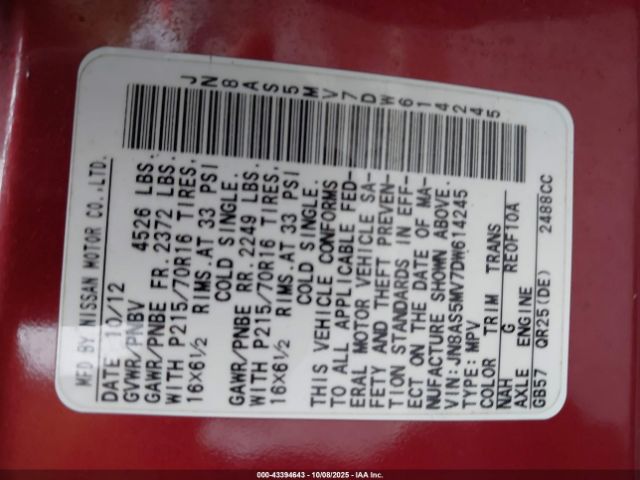 JN8AS5MV7DW614245
MFD BY NISSAN MOTOR CO.,LTD.
DATE 10/12
GVWR/PNBV 4526 LBS.
GAWR/PNBE FR. 2372 LBS.
WITH P215/70R16 TIRES.
16X6½ RIMS.AT 33 PSI
COLD SINGLE.
GAWR/PNBE RR. 2249 LBS.
WITH P215/70R16 TIRES.
16X6½ RIMS.AT 33 PSI
COLD SINGLE.
THIS VEHICLE CONFORMS
TO ALL APPLICABLE FED-
ERAL MOTOR VEHICLE SA-
FETY AND THEFT PREVEN-
TION STANDARDS IN EFF-
ECT ON THE DATE OF MA-
NUFACTURE SHOWN ABOVE.
VIN: JN8AS5MV7DW614245
TYPE: MPV
COLOR TRIM TRANS
NAH G RE0F10A
AXLE ENGINE
GB57 QR25(DE) 2488CC
000-43394643 | 10/08/2025 | IAA Inc.